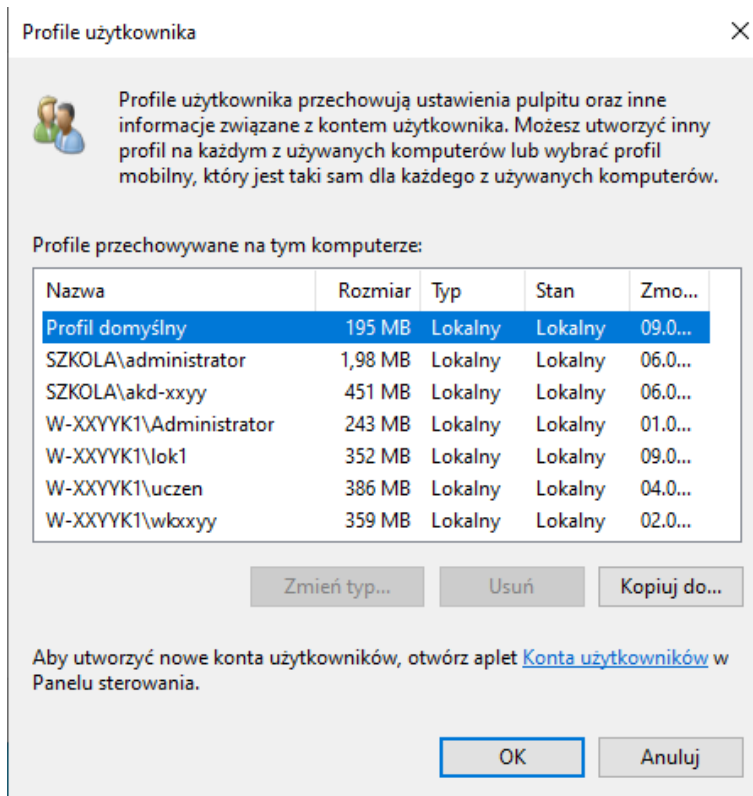 Profile użytkownika
Profile użytkownika przechowują ustawienia pulpitu oraz inne
informacje związane z kontem użytkownika. Możesz utworzyć inny
profil na każdym z używanych komputerów lub wybrać profil
mobilny, który jest taki sam dla każdego z używanych komputerów.
Profile przechowywane na tym komputerze:
Nazwa Rozmiar Typ Stan Zmo...
Profil domyślny 195 MB Lokalny Lokalny 09.0...
SZKOLA\administrator 1,98 MB Lokalny Lokalny 06.0...
SZKOLA\akd-xxyy 451 MB Lokalny Lokalny 06.0...
W-XXYYK1\Administrator 243 MB Lokalny Lokalny 01.0...
W-XXYYK1\lok1 352 MB Lokalny Lokalny 09.0...
W-XXYYK1\uczen 386 MB Lokalny Lokalny 04.0...
W-XXYYK1\wkxxyy 359 MB Lokalny Lokalny 02.0...
Zmień typ... Usuń Kopiuj do...
Aby utworzyć nowe konta użytkowników, otwórz aplet Konta użytkowników w
Panelu sterowania.
OK Anuluj